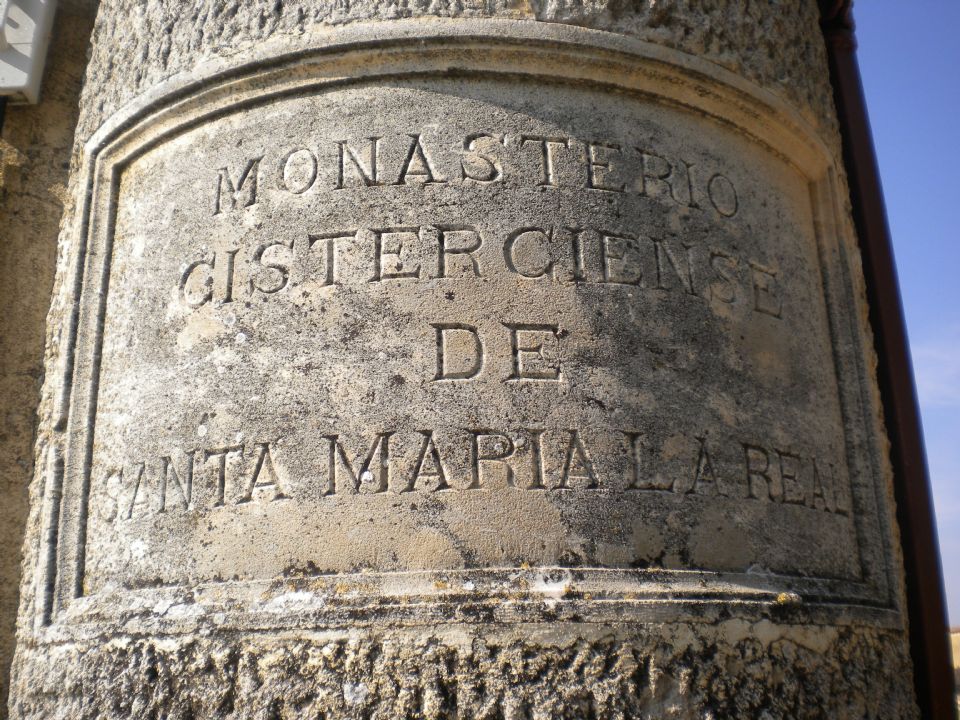 MONASTERIO
CISTERCIENSE
DE
SANTA MARIA LA REAL